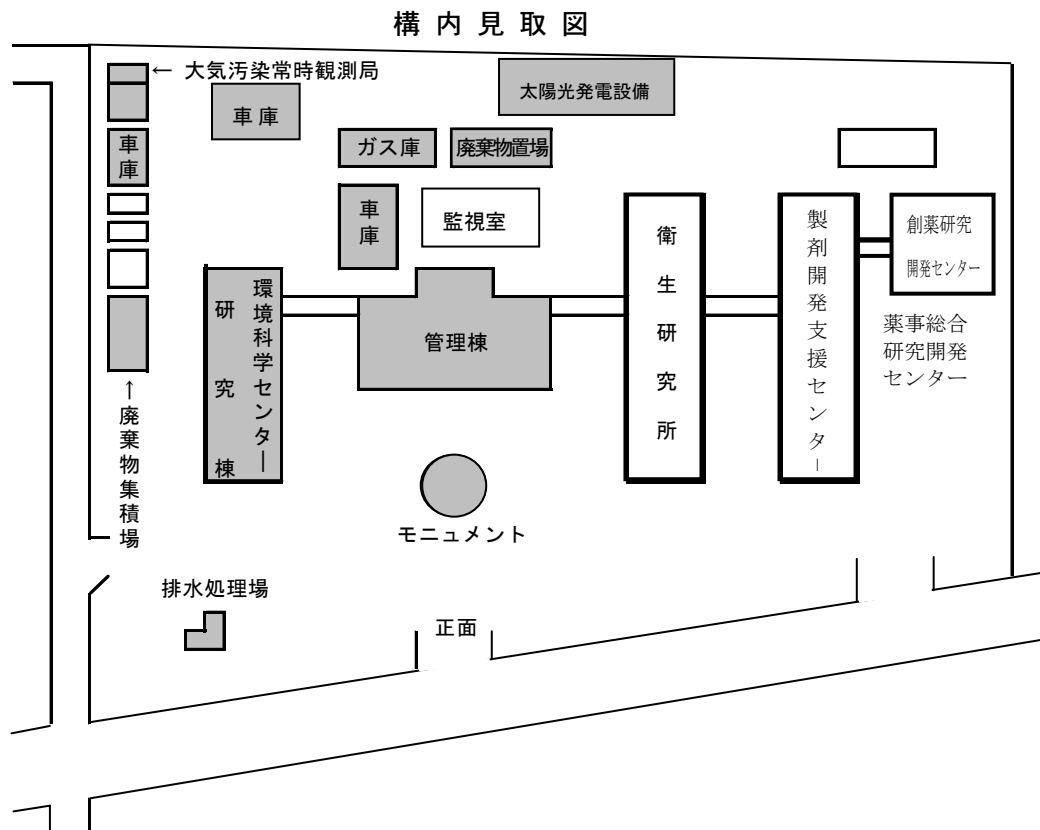 構内見取図
← 大気汚染常時観測局
太陽光発電設備
車庫
車庫
ガス庫
廃棄物置場
車庫
監視室
衛生研究所
製剤開発支援センター
創薬研究
開発センター
環境科学センター
研究棟
管理棟
薬事総合
研究開発
センター
↑廃棄物集積場
モニュメント
排水処理場
正面